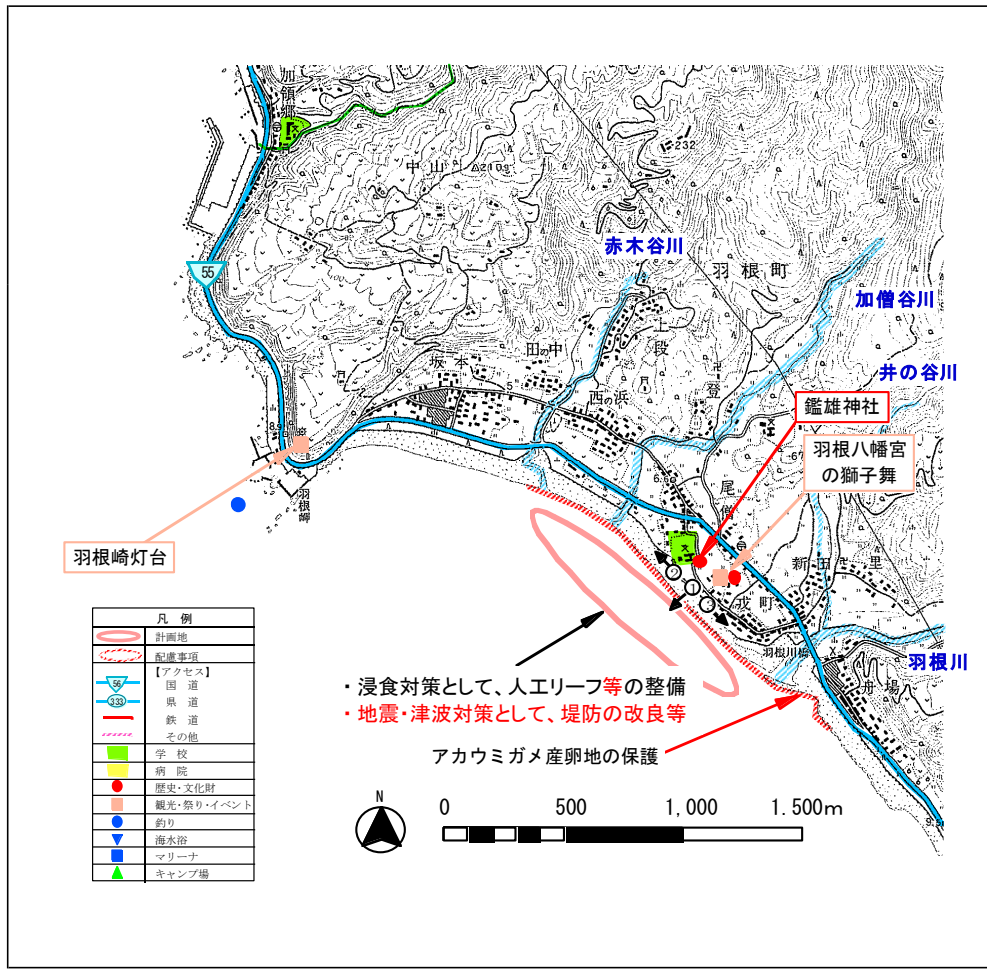 加領郷
232
中山
210
赤木谷川
羽根町
55
加僧谷川
上段
田の中
坂本
5
井の谷川
西の浜
登
鑑雄神社
羽根八幡宮
の獅子舞
6.6
尾僧
羽根岬
羽根崎灯台
新田
里
②
①
戎町
羽根川橋
羽根川
舟場
・浸食対策として、人工リーフ等の整備
・地震・津波対策として、堤防の改良等
アカウミガメ産卵地の保護
凡 例
計画地
配慮事項
【アクセス】
56 国 道
333 県 道
鉄 道
その他
学 校
病 院
歴史・文化財
観光・祭り・イベント
釣り
海水浴
マリーナ
キャンプ場
N
0 500 1,000 1.500m